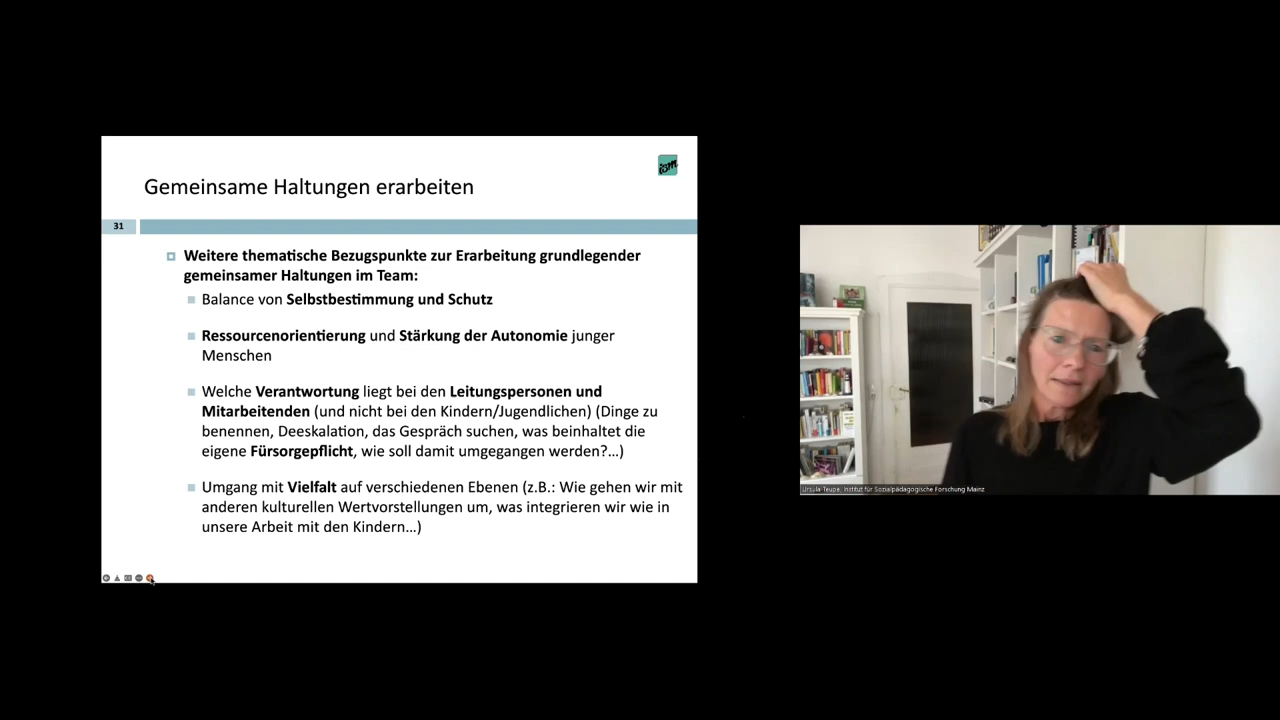 ism
Gemeinsame Haltungen erarbeiten
31
Weitere thematische Bezugspunkte zur Erarbeitung grundlegender
gemeinsamer Haltungen im Team:
Balance von Selbstbestimmung und Schutz
Ressourcenorientierung und Stärkung der Autonomie junger
Menschen
Welche Verantwortung liegt bei den Leitungspersonen und
Mitarbeitenden (und nicht bei den Kindern/Jugendlichen) (Dinge zu
benennen, Deeskalation, das Gespräch suchen, was beinhaltet die
eigene Fürsorgepflicht, wie soll damit umgegangen werden?…)
Umgang mit Vielfalt auf verschiedenen Ebenen (z.B.: Wie gehen wir mit
anderen kulturellen Wertvorstellungen um, was integrieren wir wie in
unsere Arbeit mit den Kindern…)
Ursula Teupe, Institut für Sozialpädagogische Forschung Mainz